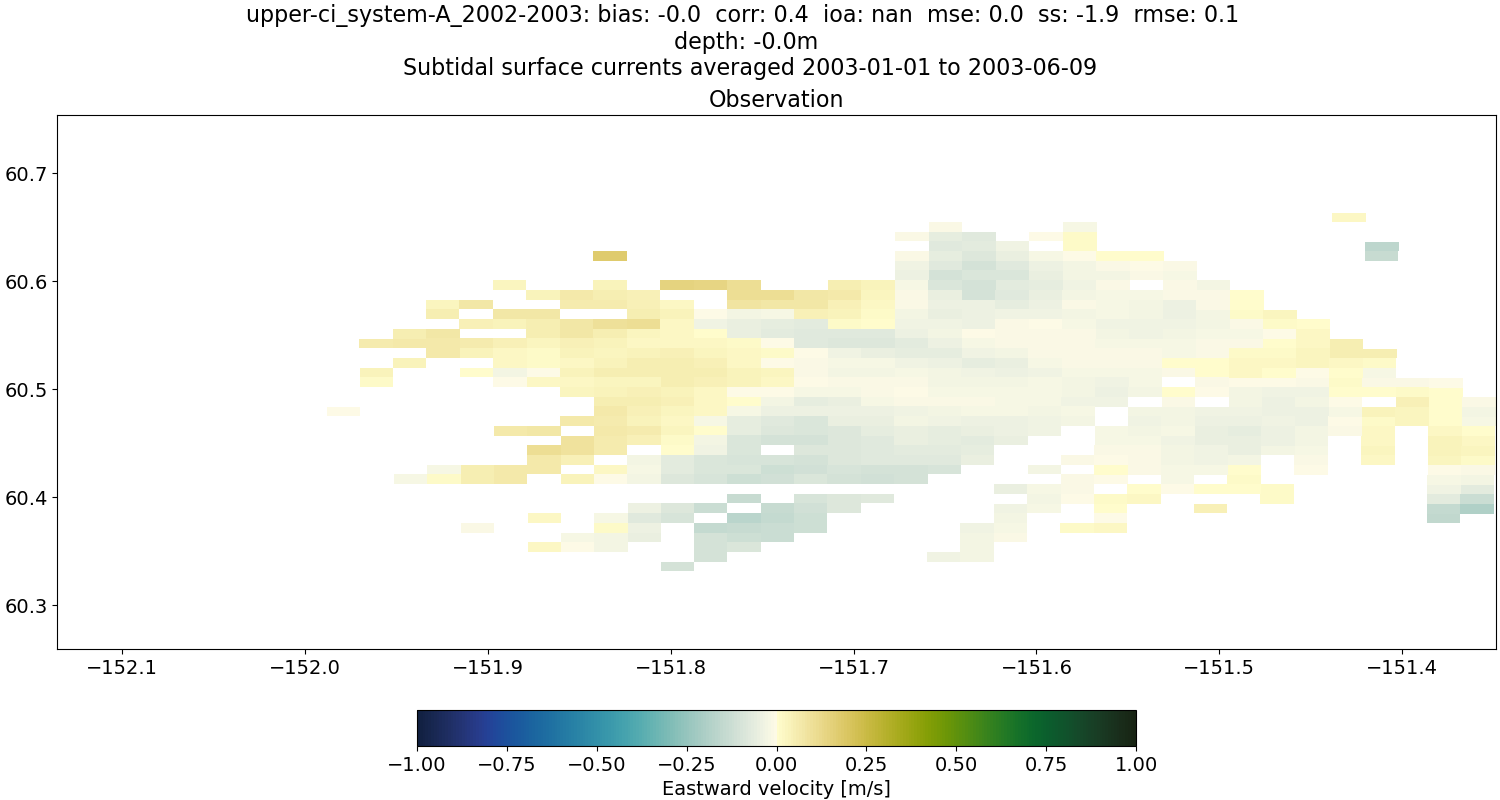 upper-ci_system-A_2002-2003: bias: -0.0  corr: 0.4  ioa: nan  mse: 0.0  ss: -1.9  rmse: 0.1
depth: -0.0m
Subtidal surface currents averaged 2003-01-01 to 2003-06-09
Observation
60.7
60.6
60.5
60.4
60.3
−152.1 −152.0 −151.9 −151.8 −151.7 −151.6 −151.5 −151.4
−1.00 −0.75 −0.50 −0.25 0.00 0.25 0.50 0.75 1.00
Eastward velocity [m/s]